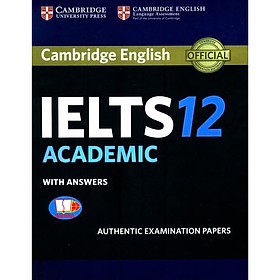 CAMBRIDGE
UNIVERSITY PRESS
CAMBRIDGE ENGLISH
Language Assessment
Part of the University of Cambridge
Cambridge English
OFFICIAL
IELTS 12
ACADEMIC
WITH ANSWERS
AUTHENTIC EXAMINATION PAPERS